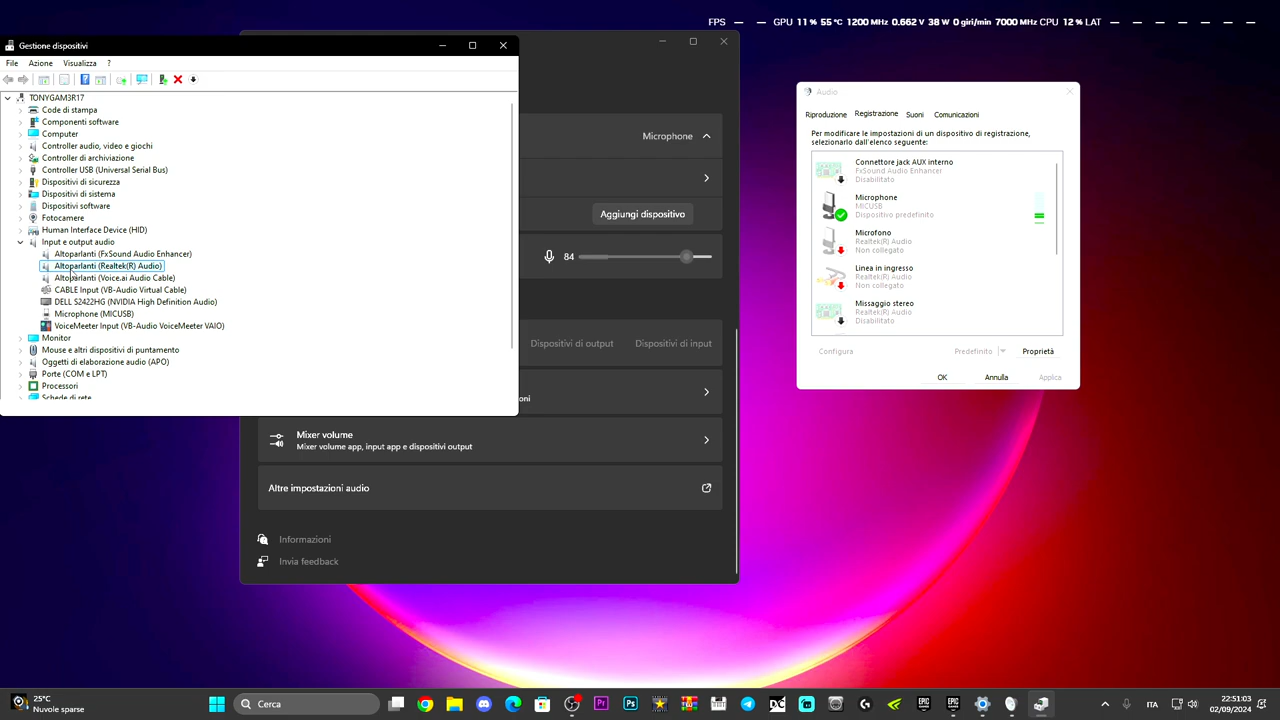 FPS — — GPU 11 % 55 °C 1200 MHz 0.662 V 38 W 0 giri/min 7000 MHz CPU 12 % LAT — — — — — — — —
Gestione dispositivi
File Azione Visualizza ?
TONYGAM3R17
Code di stampa
Componenti software
Computer
Controller audio, video e giochi
Controller di archiviazione
Controller USB (Universal Serial Bus)
Dispositivi di sicurezza
Dispositivi di sistema
Dispositivi software
Fotocamere
Human Interface Device (HID)
Input e output audio
Altoparlanti (FxSound Audio Enhancer)
Altoparlanti (Realtek(R) Audio)
Altoparlanti (Voice.ai Audio Cable)
CABLE Input (VB-Audio Virtual Cable)
DELL S2422HG (NVIDIA High Definition Audio)
Microphone (MICUSB)
VoiceMeeter Input (VB-Audio VoiceMeeter VAIO)
Monitor
Mouse e altri dispositivi di puntamento
Oggetti di elaborazione audio (APO)
Porte (COM e LPT)
Processori
Schede di rete
Microphone
Aggiungi dispositivo
84
Dispositivi di output Dispositivi di input
oni
Mixer volume
Mixer volume app, input app e dispositivi output
Altre impostazioni audio
Informazioni
Invia feedback
Audio
Riproduzione Registrazione Suoni Comunicazioni
Per modificare le impostazioni di un dispositivo di registrazione,
selezionarlo dall'elenco seguente:
Connettore jack AUX interno
FxSound Audio Enhancer
Disabilitato
Microphone
MICUSB
Dispositivo predefinito
Microfono
Realtek(R) Audio
Non collegato
Linea in ingresso
Realtek(R) Audio
Non collegato
Missaggio stereo
Realtek(R) Audio
Disabilitato
Configura Predefinito Proprietà
OK Annulla Applica
25°C
Nuvole sparse
Cerca
Pr
Ps
DC
EPIC
EPIC
ITA
22:51:03
02/09/2024